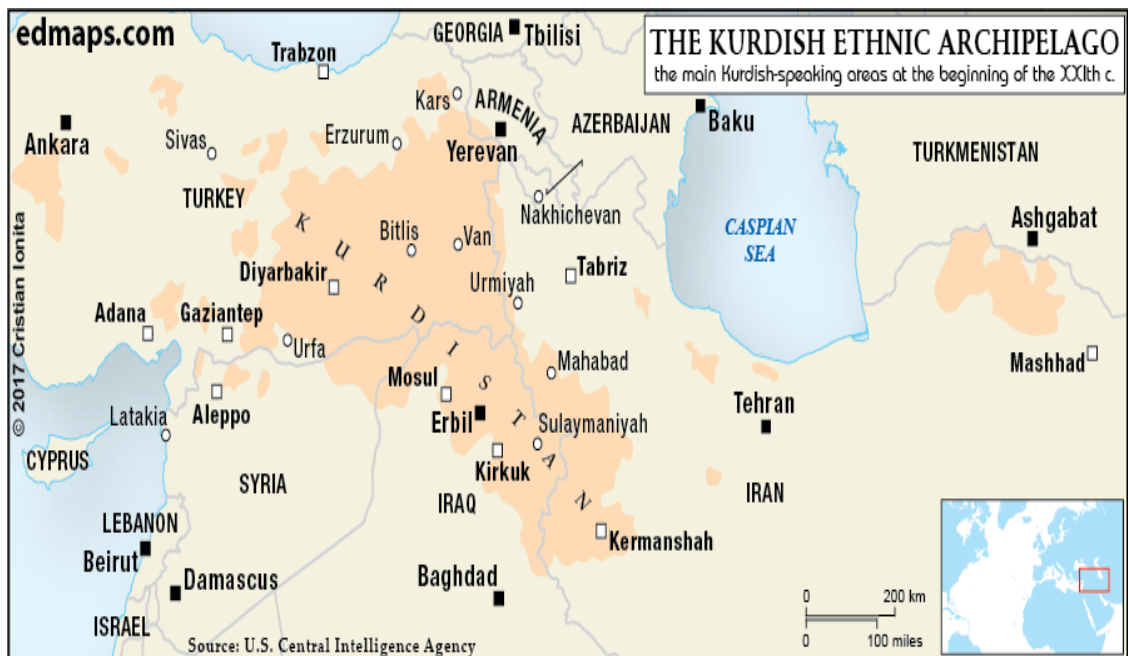 edmaps.com
THE KURDISH ETHNIC ARCHIPELAGO
the main Kurdish-speaking areas at the beginning of the XXIth c.
GEORGIA
Tbilisi
Trabzon
Kars
ARMENIA
AZERBAIJAN
Baku
Ankara
Sivas
Erzurum
Yerevan
TURKMENISTAN
TURKEY
Nakhichevan
Ashgabat
KURDISTAN
Bitlis
Van
CASPIAN
SEA
Diyarbakir
Urmiyah
Tabriz
Adana
Gaziantep
Urfa
Mahabad
Mashhad
Mosul
Aleppo
Latakia
Erbil
Sulaymaniyah
Tehran
CYPRUS
Kirkuk
SYRIA
IRAQ
IRAN
LEBANON
Beirut
Kermanshah
Damascus
Baghdad
ISRAEL
0 200 km
0 100 miles
Source: U.S. Central Intelligence Agency
© 2017 Cristian Ionita